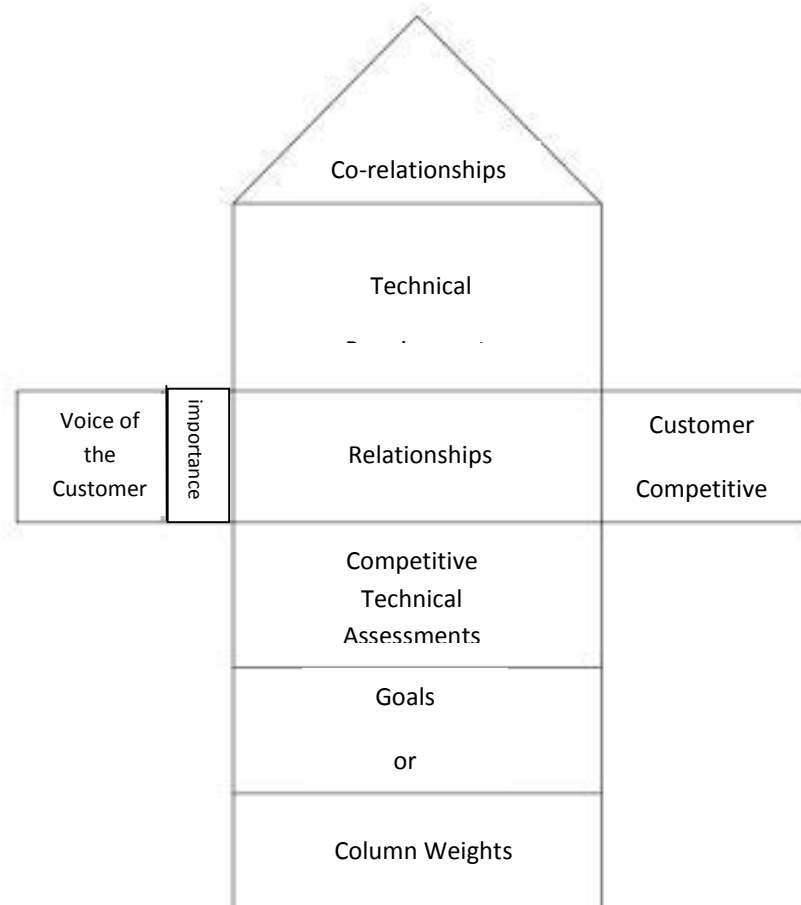 Co-relationships
Technical
Voice of
the
Customer
importance
Relationships
Customer
Competitive
Competitive
Technical
Assessments
Goals
or
Column Weights